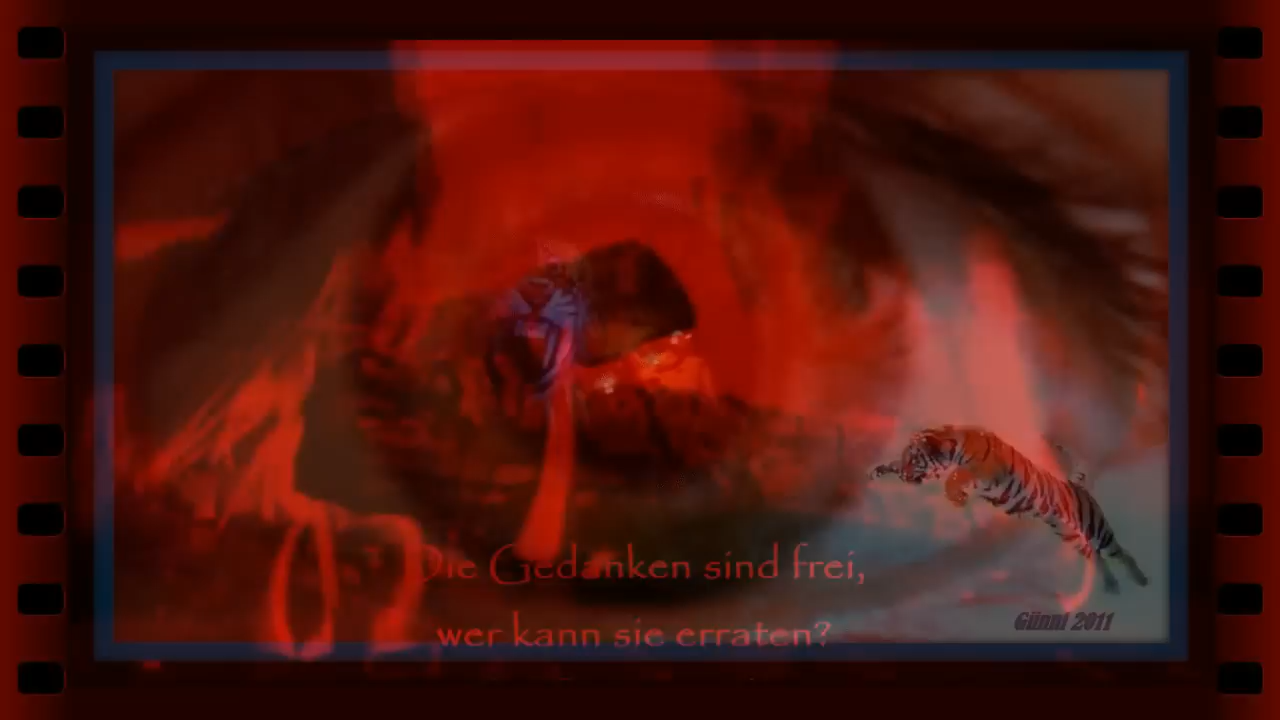 Die Gedanken sind frei,
wer kann sie erraten?
Günni 2011